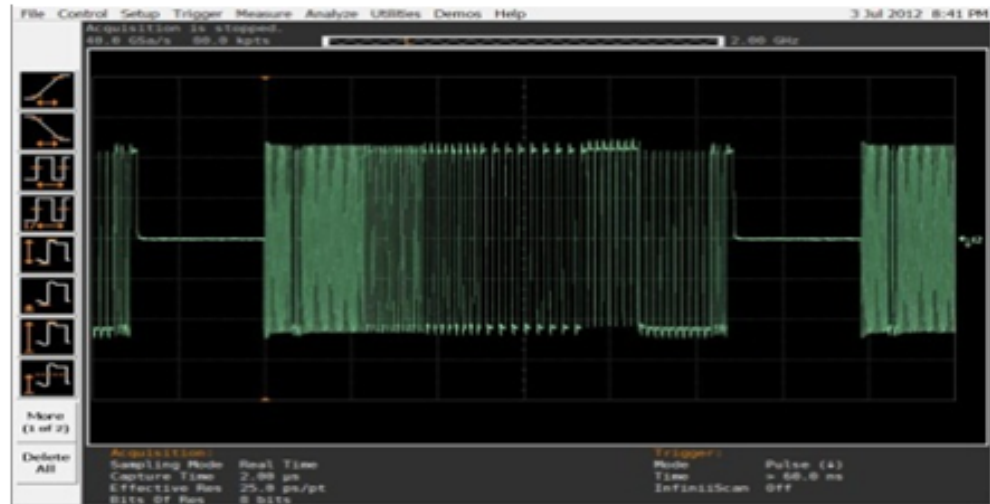 File Control Setup Trigger Measure Analyze Utilities Demos Help 3 Jul 2012 8:41 PM
Acquisition is stopped.
40.0 GSa/s 80.0 kpts 2.00 GHz
More
(1 of 2)
Delete
All
Acquisition:
Sampling Mode Real Time
Capture Time 2.00 µs
Effective Res 25.0 ps/pt
Bits Of Res 8 bits
Trigger:
Mode Pulse (4)
Time > 60.0 ns
InfiniiScan Off